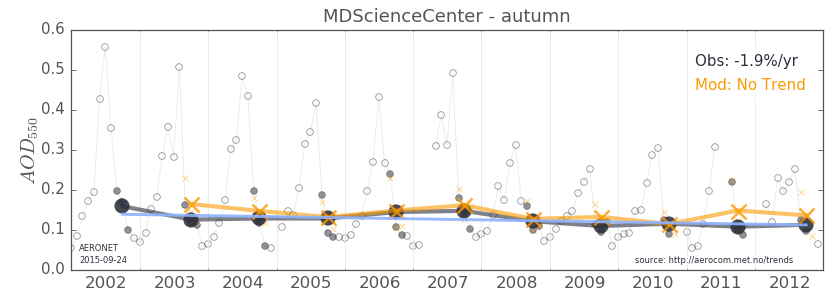 MDScienceCenter - autumn
0.6
0.5
0.4
0.3
0.2
0.1
0.0
AOD550
Obs: -1.9%/yr
Mod: No Trend
AERONET
2015-09-24
source: http://aerocom.met.no/trends
2002 2003 2004 2005 2006 2007 2008 2009 2010 2011 2012